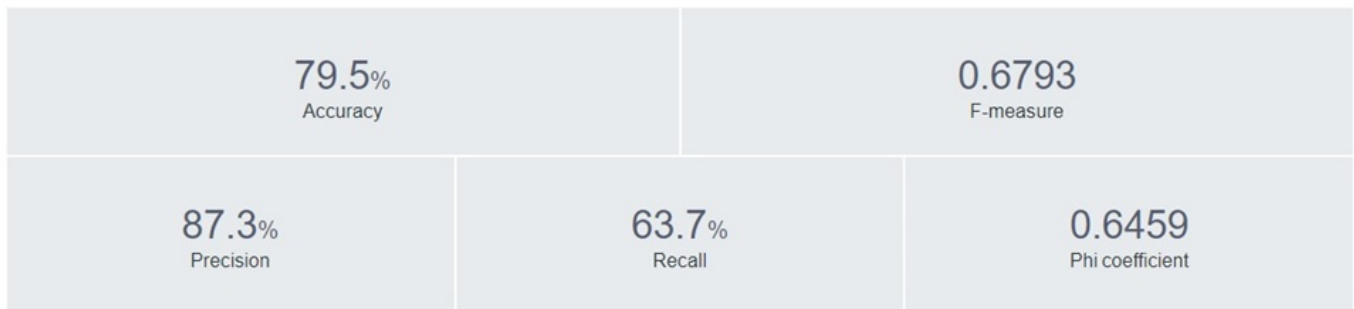 79.5%
Accuracy
0.6793
F-measure
87.3%
Precision
63.7%
Recall
0.6459
Phi coefficient